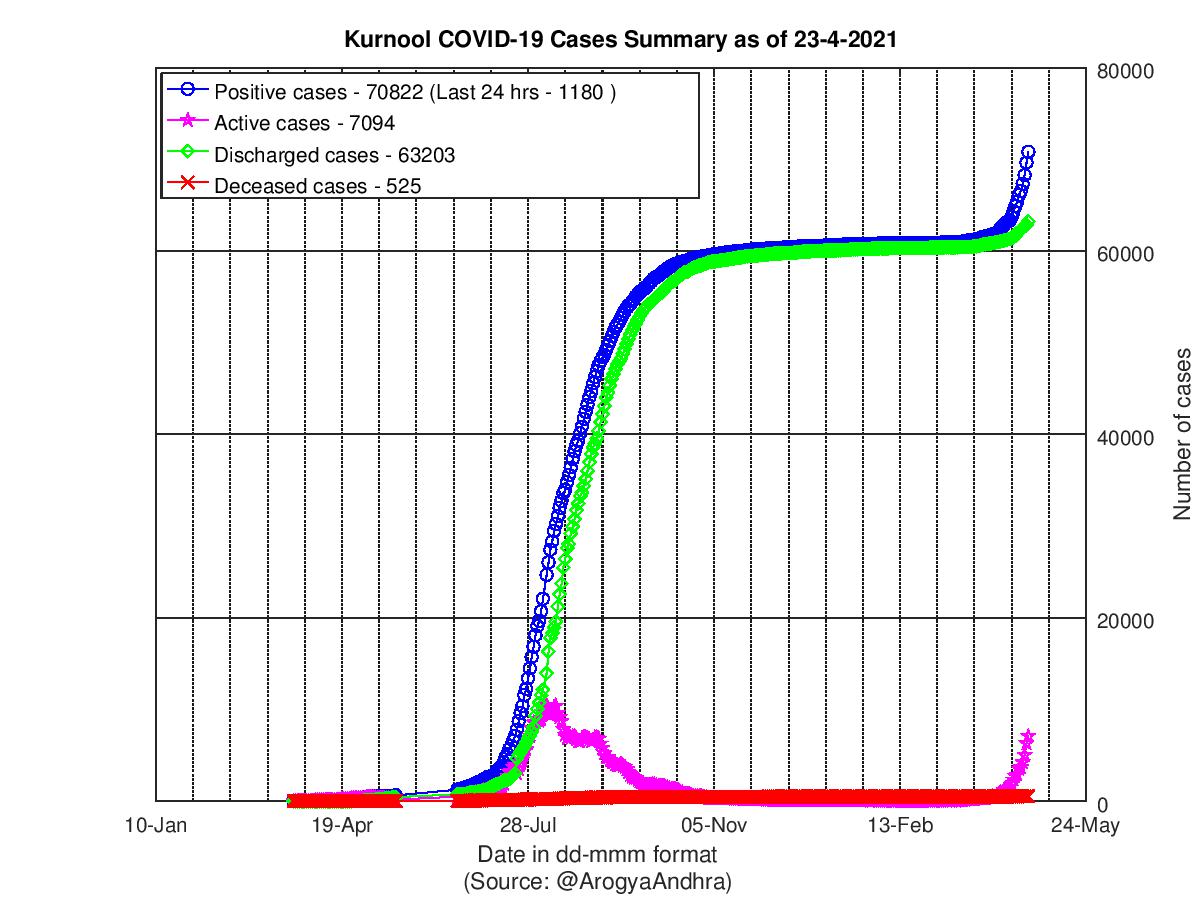 Kurnool COVID-19 Cases Summary as of 23-4-2021
Positive cases - 70822 (Last 24 hrs - 1180 )
Active cases - 7094
Discharged cases - 63203
Deceased cases - 525
80000
60000
40000
20000
0
Number of cases
10-Jan 19-Apr 28-Jul 05-Nov 13-Feb 24-May
Date in dd-mmm format
(Source: @ArogyaAndhra)